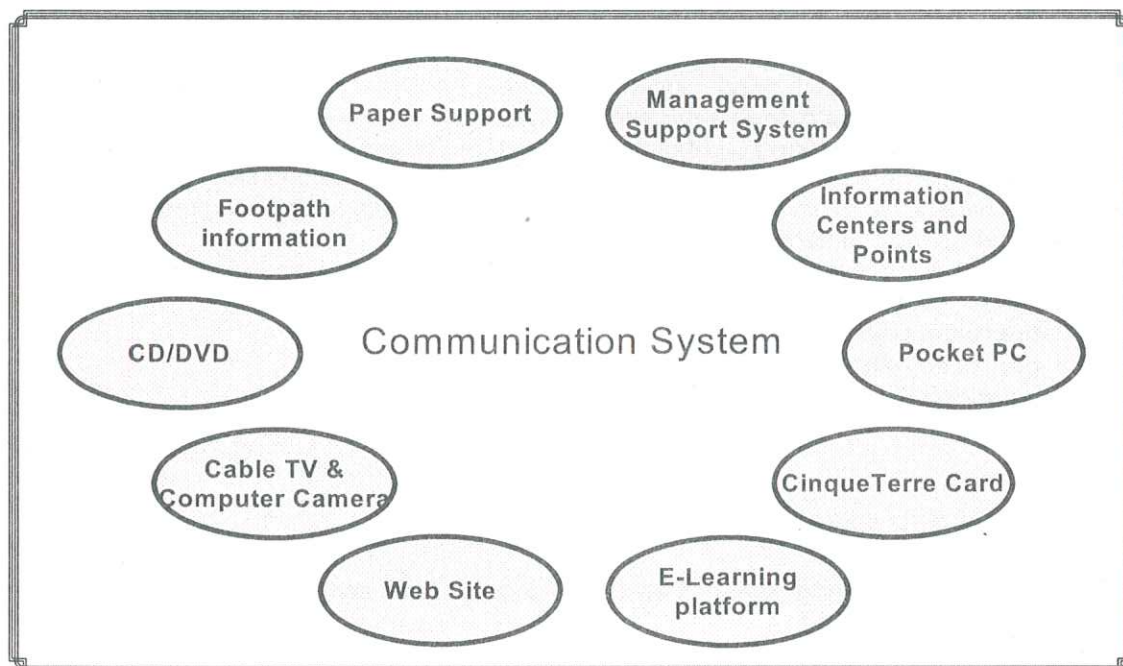 Paper Support
Management
Support System
Footpath
information
Information
Centers and
Points
CD/DVD
Communication System
Pocket PC
Cable TV &
Computer Camera
CinqueTerre Card
Web Site
E-Learning
platform